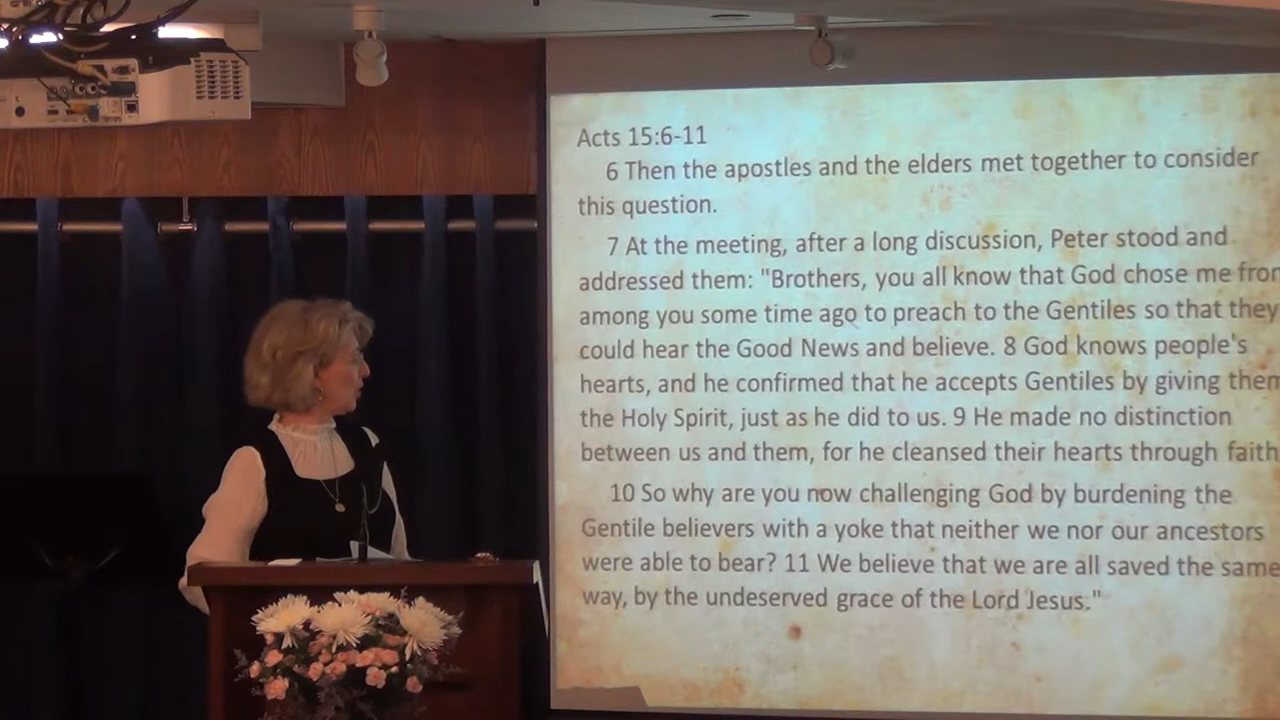 Acts 15:6-11
6 Then the apostles and the elders met together to consider
this question.
7 At the meeting, after a long discussion, Peter stood and
addressed them: "Brothers, you all know that God chose me from
among you some time ago to preach to the Gentiles so that they
could hear the Good News and believe. 8 God knows people's
hearts, and he confirmed that he accepts Gentiles by giving them
the Holy Spirit, just as he did to us. 9 He made no distinction
between us and them, for he cleansed their hearts through faith
10 So why are you now challenging God by burdening the
Gentile believers with a yoke that neither we nor our ancestors
were able to bear? 11 We believe that we are all saved the same
way, by the undeserved grace of the Lord Jesus."